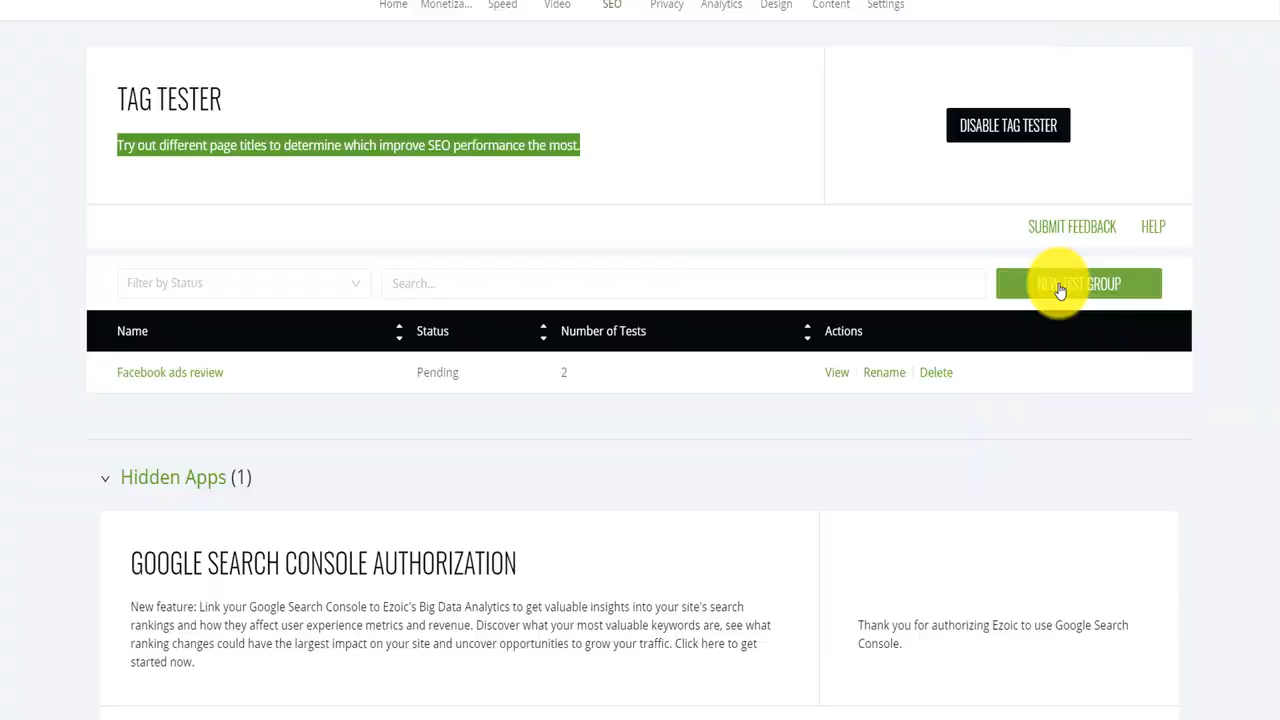 Home Monetiza... Speed Video SEO Privacy Analytics Design Content Settings
TAG TESTER
Try out different page titles to determine which improve SEO performance the most.
DISABLE TAG TESTER
SUBMIT FEEDBACK HELP
Filter by Status Search... NEW TEST GROUP
Name Status Number of Tests Actions
Facebook ads review Pending 2 View Rename Delete
Hidden Apps (1)
GOOGLE SEARCH CONSOLE AUTHORIZATION
New feature: Link your Google Search Console to Ezoic's Big Data Analytics to get valuable insights into your site's search
rankings and how they affect user experience metrics and revenue. Discover what your most valuable keywords are, see what
ranking changes could have the largest impact on your site and uncover opportunities to grow your traffic. Click here to get
started now.
Thank you for authorizing Ezoic to use Google Search
Console.